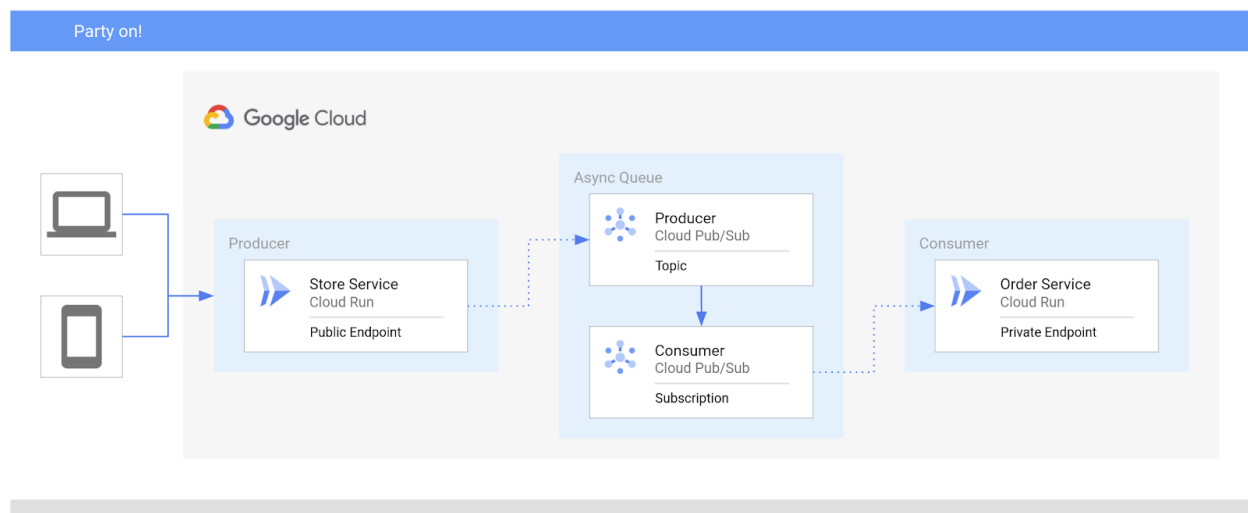 Party on!
Google Cloud
Async Queue
Producer
Cloud Pub/Sub
Topic
Producer
Store Service
Cloud Run
Public Endpoint
Consumer
Cloud Pub/Sub
Subscription
Consumer
Order Service
Cloud Run
Private Endpoint